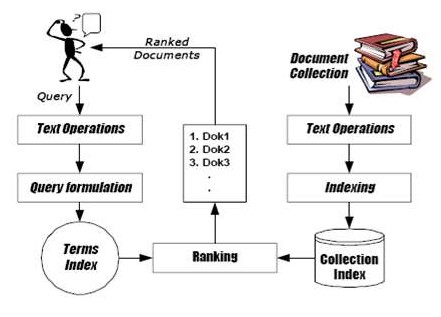 ?
Ranked
Documents
Document
Collection
Query
Text Operations
1. Dok1
2. Dok2
3. Dok3
.
.
Text Operations
Query formulation
Indexing
Terms
Index
Ranking
Collection
Index